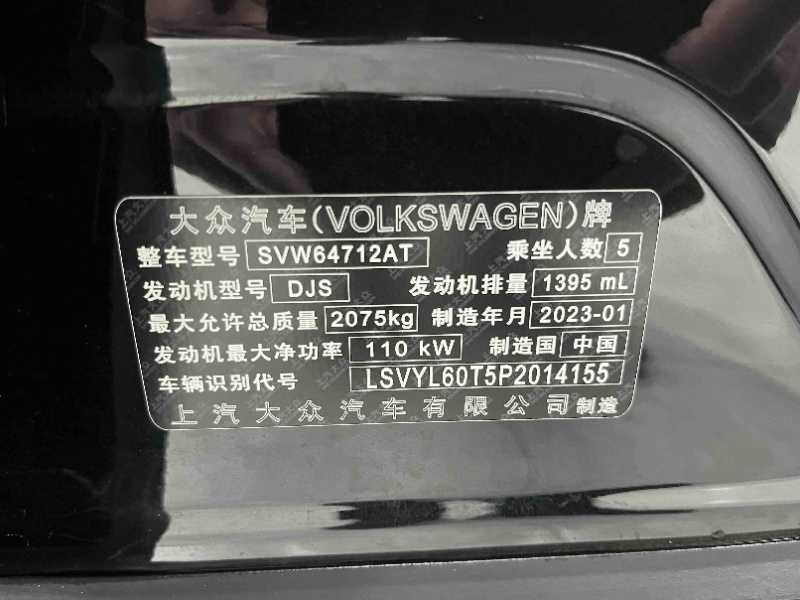 大众汽车(VOLKSWAGEN)牌
整车型号 SVW64712AT 乘坐人数 5
发动机型号 DJS 发动机排量 1395 mL
最大允许总质量 2075kg 制造年月 2023-01
发动机最大净功率 110 kW 制造国 中国
车辆识别代号 LSVYL60T5P2014155
上汽大众汽车有限公司制造